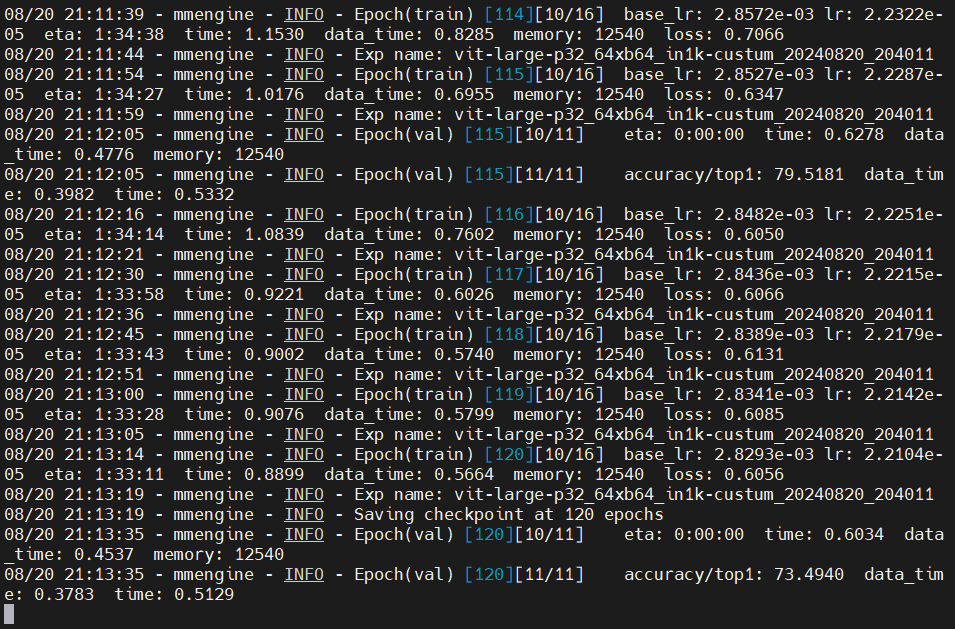 08/20 21:11:39 - mmengine - INFO - Epoch(train) [114][10/16]  base_lr: 2.8572e-03 lr: 2.2322e-
05  eta: 1:34:38  time: 1.1530  data_time: 0.8285  memory: 12540  loss: 0.7066
08/20 21:11:44 - mmengine - INFO - Exp name: vit-large-p32_64xb64_in1k-custum_20240820_204011
08/20 21:11:54 - mmengine - INFO - Epoch(train) [115][10/16]  base_lr: 2.8527e-03 lr: 2.2287e-
05  eta: 1:34:27  time: 1.0176  data_time: 0.6955  memory: 12540  loss: 0.6347
08/20 21:11:59 - mmengine - INFO - Exp name: vit-large-p32_64xb64_in1k-custum_20240820_204011
08/20 21:12:05 - mmengine - INFO - Epoch(val) [115][10/11]    eta: 0:00:00  time: 0.6278  data
_time: 0.4776  memory: 12540
08/20 21:12:05 - mmengine - INFO - Epoch(val) [115][11/11]    accuracy/top1: 79.5181  data_tim
e: 0.3982  time: 0.5332
08/20 21:12:16 - mmengine - INFO - Epoch(train) [116][10/16]  base_lr: 2.8482e-03 lr: 2.2251e-
05  eta: 1:34:14  time: 1.0839  data_time: 0.7602  memory: 12540  loss: 0.6050
08/20 21:12:21 - mmengine - INFO - Exp name: vit-large-p32_64xb64_in1k-custum_20240820_204011
08/20 21:12:30 - mmengine - INFO - Epoch(train) [117][10/16]  base_lr: 2.8436e-03 lr: 2.2215e-
05  eta: 1:33:58  time: 0.9221  data_time: 0.6026  memory: 12540  loss: 0.6066
08/20 21:12:36 - mmengine - INFO - Exp name: vit-large-p32_64xb64_in1k-custum_20240820_204011
08/20 21:12:45 - mmengine - INFO - Epoch(train) [118][10/16]  base_lr: 2.8389e-03 lr: 2.2179e-
05  eta: 1:33:43  time: 0.9002  data_time: 0.5740  memory: 12540  loss: 0.6131
08/20 21:12:51 - mmengine - INFO - Exp name: vit-large-p32_64xb64_in1k-custum_20240820_204011
08/20 21:13:00 - mmengine - INFO - Epoch(train) [119][10/16]  base_lr: 2.8341e-03 lr: 2.2142e-
05  eta: 1:33:28  time: 0.9076  data_time: 0.5799  memory: 12540  loss: 0.6085
08/20 21:13:05 - mmengine - INFO - Exp name: vit-large-p32_64xb64_in1k-custum_20240820_204011
08/20 21:13:14 - mmengine - INFO - Epoch(train) [120][10/16]  base_lr: 2.8293e-03 lr: 2.2104e-
05  eta: 1:33:11  time: 0.8899  data_time: 0.5664  memory: 12540  loss: 0.6056
08/20 21:13:19 - mmengine - INFO - Exp name: vit-large-p32_64xb64_in1k-custum_20240820_204011
08/20 21:13:19 - mmengine - INFO - Saving checkpoint at 120 epochs
08/20 21:13:35 - mmengine - INFO - Epoch(val) [120][10/11]    eta: 0:00:00  time: 0.6034  data
_time: 0.4537  memory: 12540
08/20 21:13:35 - mmengine - INFO - Epoch(val) [120][11/11]    accuracy/top1: 73.4940  data_tim
e: 0.3783  time: 0.5129